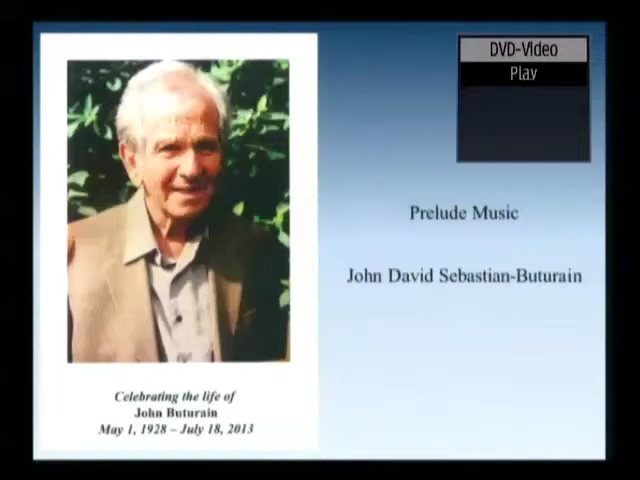 DVD-Video
Play
Prelude Music
John David Sebastian-Buturain
Celebrating the life of
John Buturain
May 1, 1928 – July 18, 2013